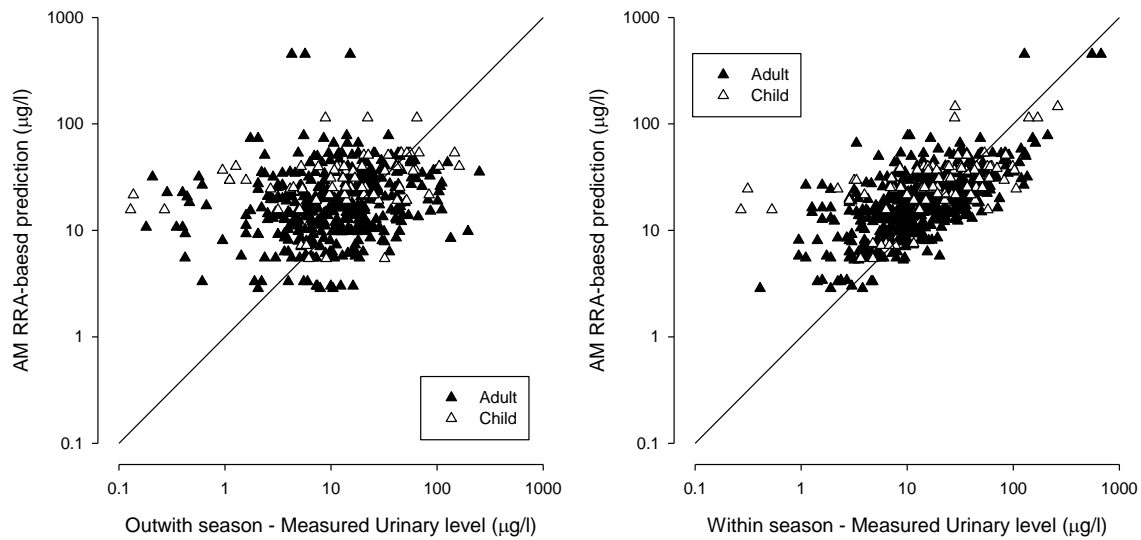 AM RRA-baesd prediction (μg/l)
1000
100
10
1
0.1
Adult
Child
0.1 1 10 100 1000
Outwith season - Measured Urinary level (μg/l)
AM RRA-baesd prediction (μg/l)
1000
100
10
1
0.1
Adult
Child
0.1 1 10 100 1000
Within season - Measured Urinary level (μg/l)